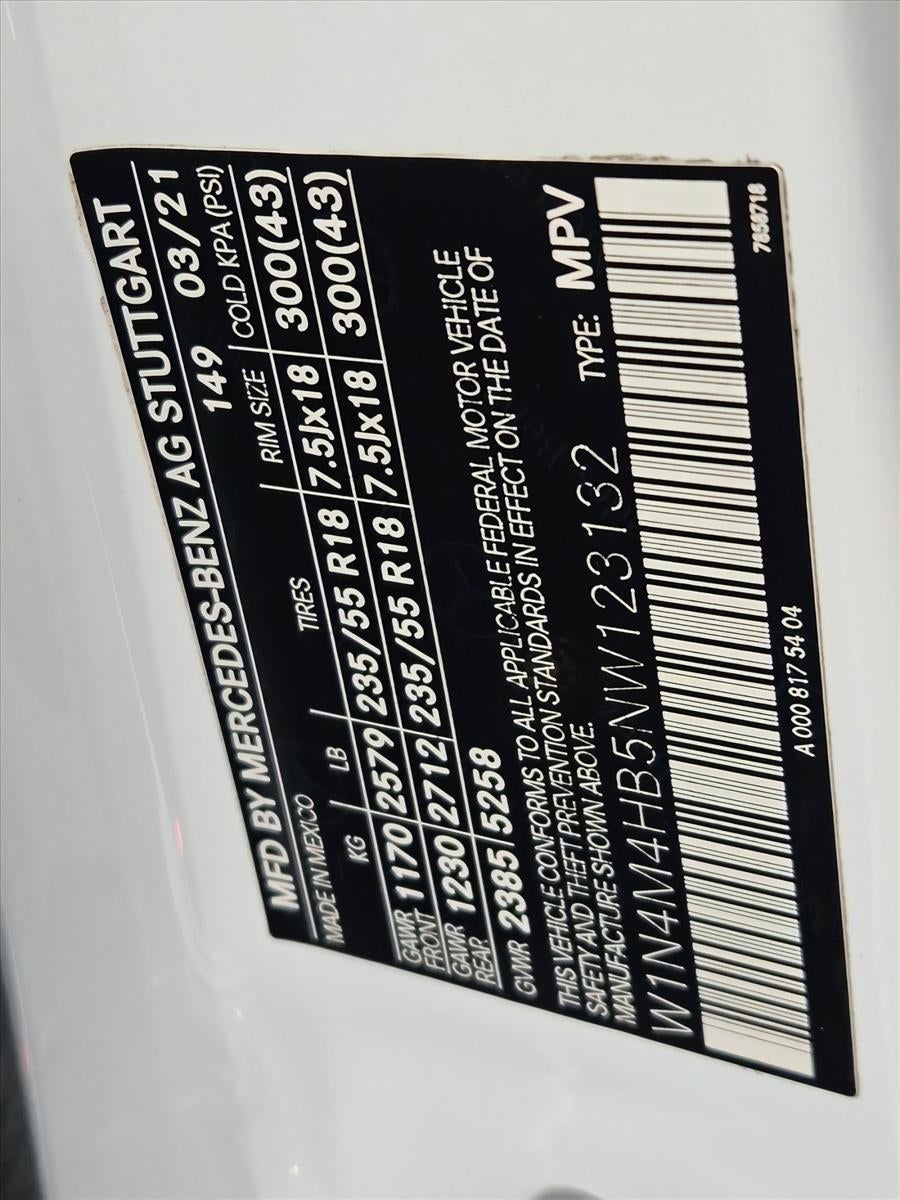 MFD BY MERCEDES-BENZ AG STUTTGART
MADE IN MEXICO 149 03/21
KG LB TIRES RIM SIZE COLD KPA (PSI)
GAWR FRONT 1170 2579 235/55 R18 7.5Jx18 300(43)
GAWR REAR 1230 2712 235/55 R18 7.5Jx18 300(43)
GVWR 2385 5258
THIS VEHICLE CONFORMS TO ALL APPLICABLE FEDERAL MOTOR VEHICLE
SAFETY AND THEFT PREVENTION STANDARDS IN EFFECT ON THE DATE OF
MANUFACTURE SHOWN ABOVE.
W1N4M4HB5NW123132 TYPE: MPV
A 000 817 54 04 7850718